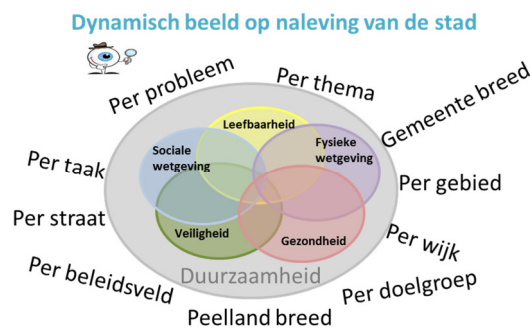 Dynamisch beeld op naleving van de stad
Per probleem
Per thema
Gemeente breed
Leefbaarheid
Sociale
wetgeving
Fysieke
wetgeving
Per taak
Per gebied
Per straat
Veiligheid
Gezondheid
Per wijk
Duurzaamheid
Per beleidsveld
Per doelgroep
Peelland breed